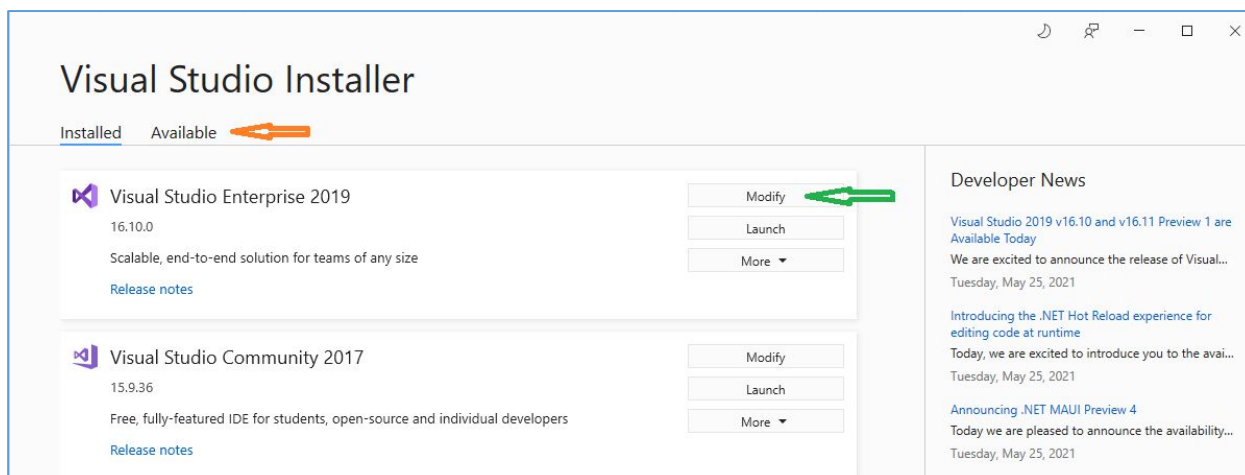 Visual Studio Installer
Installed Available
Visual Studio Enterprise 2019
16.10.0
Scalable, end-to-end solution for teams of any size
Release notes
Modify
Launch
More
Visual Studio Community 2017
15.9.36
Free, fully-featured IDE for students, open-source and individual developers
Release notes
Modify
Launch
More
Developer News
Visual Studio 2019 v16.10 and v16.11 Preview 1 are
Available Today
We are excited to announce the release of Visual...
Tuesday, May 25, 2021
Introducing the .NET Hot Reload experience for
editing code at runtime
Today, we are excited to introduce you to the avai...
Tuesday, May 25, 2021
Announcing .NET MAUI Preview 4
Today we are pleased to announce the availability...
Tuesday, May 25, 2021